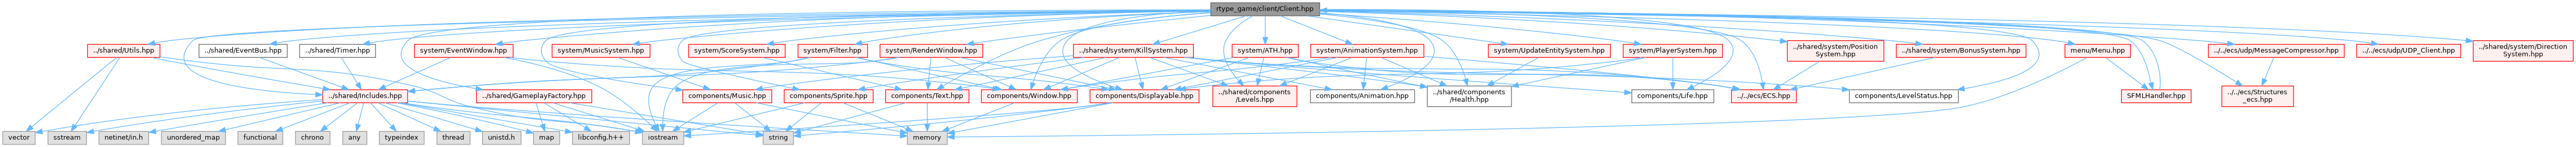 rtype_game/client/Client.hpp
../shared/Utils.hpp
../shared/EventBus.hpp
../shared/Timer.hpp
system/EventWindow.hpp
system/MusicSystem.hpp
system/ScoreSystem.hpp
system/Filter.hpp
system/RenderWindow.hpp
../shared/system/KillSystem.hpp
system/ATH.hpp
system/AnimationSystem.hpp
system/UpdateEntitySystem.hpp
system/PlayerSystem.hpp
../shared/system/Position
System.hpp
../shared/system/BonusSystem.hpp
menu/Menu.hpp
../../ecs/udp/MessageCompressor.hpp
../../ecs/udp/UDP_Client.hpp
../shared/system/Direction
System.hpp
../shared/Includes.hpp
../shared/GameplayFactory.hpp
components/Music.hpp
components/Sprite.hpp
components/Text.hpp
components/Window.hpp
components/Displayable.hpp
../shared/components
/Levels.hpp
components/Animation.hpp
../shared/components
/Health.hpp
components/Life.hpp
../../ecs/ECS.hpp
components/LevelStatus.hpp
SFMLHandler.hpp
../../ecs/Structures
_ecs.hpp
vector
sstream
netinet/in.h
unordered_map
functional
chrono
any
typeindex
thread
unistd.h
map
libconfig.h++
iostream
string
memory